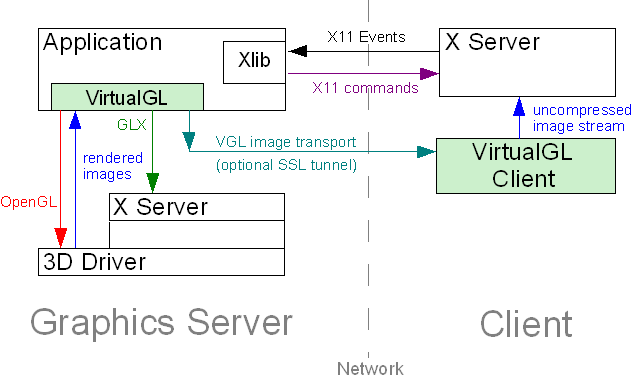 Application
Xlib
VirtualGL
X11 Events
X11 commands
X Server
GLX
VGL image transport
(optional SSL tunnel)
uncompressed
image stream
VirtualGL
Client
rendered
images
OpenGL
X Server
3D Driver
Graphics Server
Client
Network